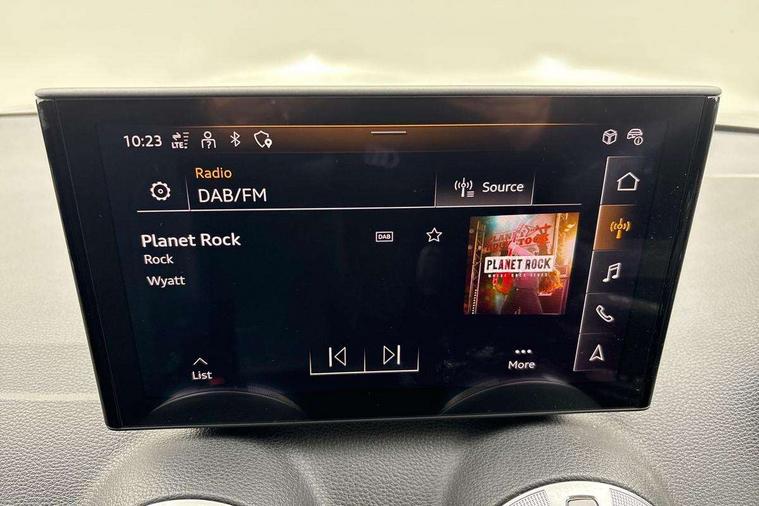 10:23 LTE
Radio
DAB/FM
Source
Planet Rock
DAB
Rock
Wyatt
PLANET ROCK
List
More